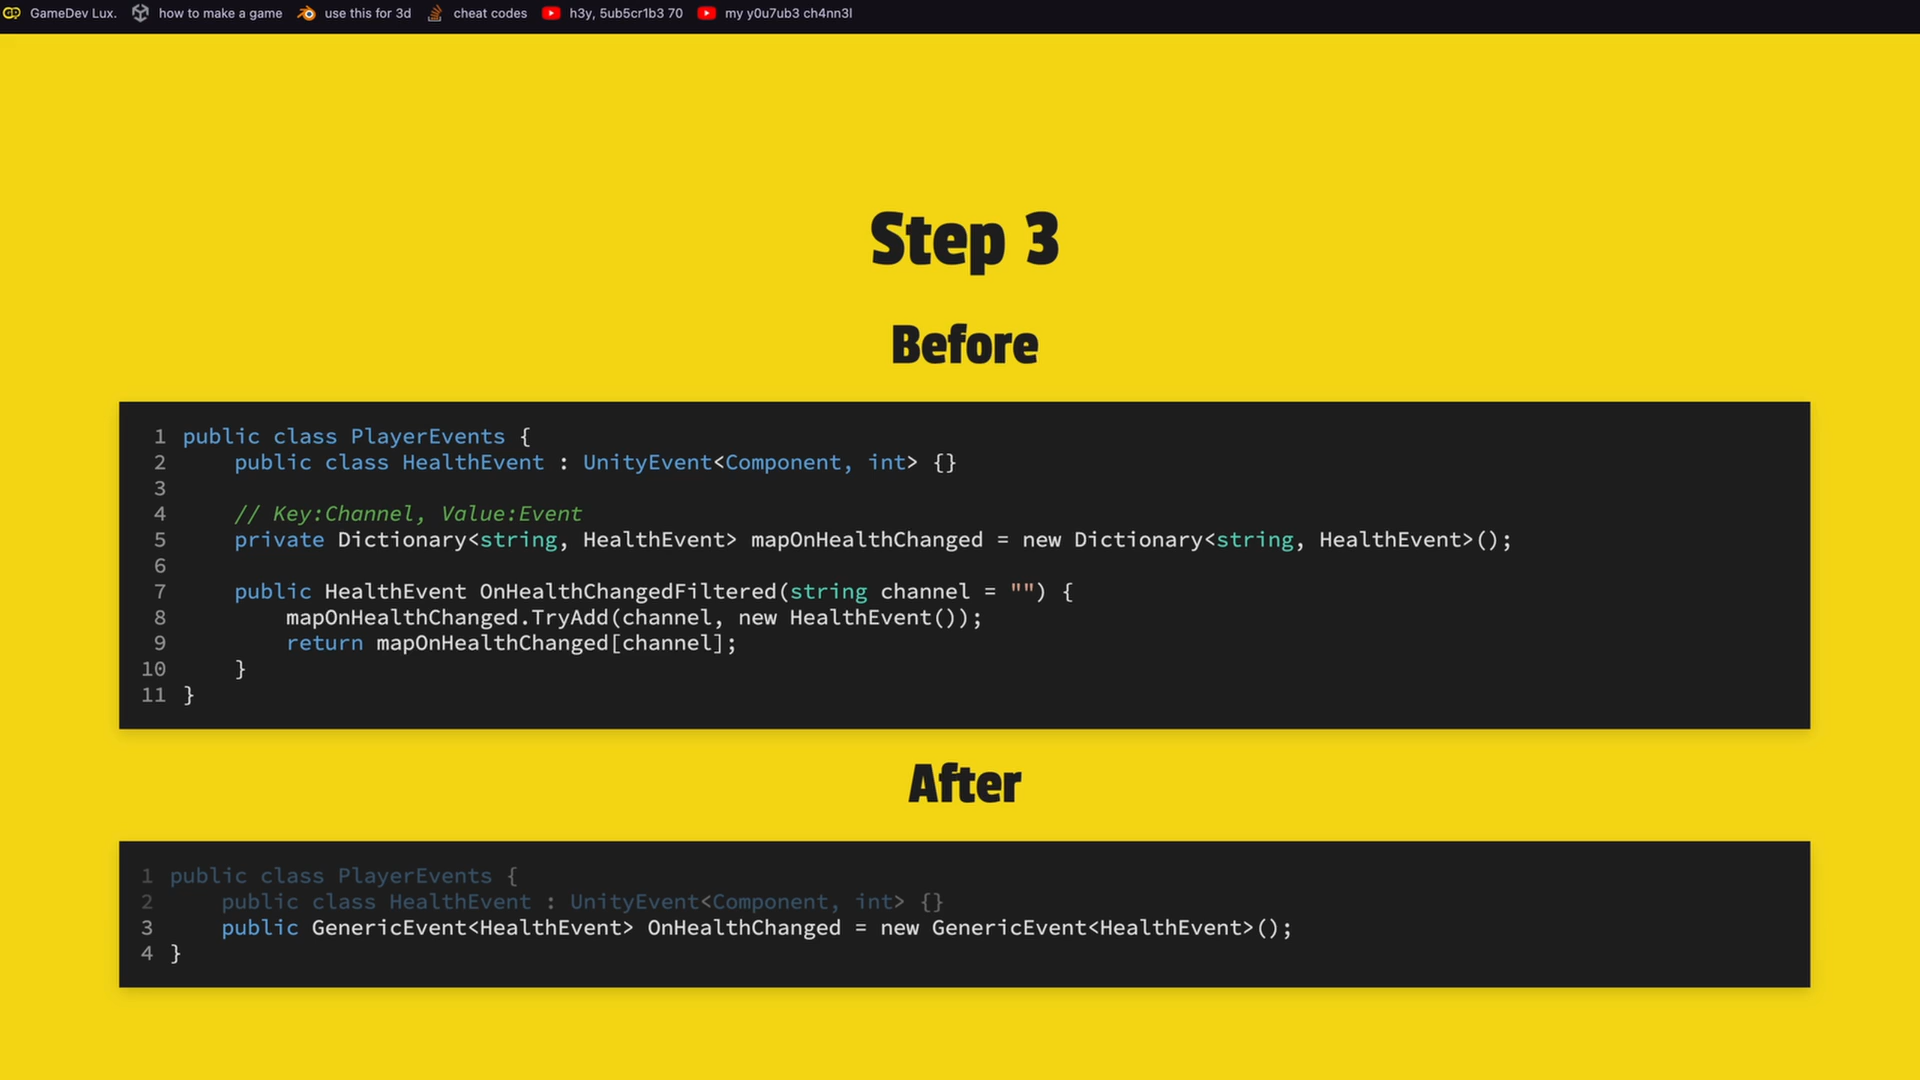 GameDev Lux. how to make a game use this for 3d cheat codes h3y, 5ub5cr1b3 70 my y0u7ub3 ch4nn3l
Step 3
Before
1 public class PlayerEvents {
2     public class HealthEvent : UnityEvent<Component, int> {}
3
4     // Key:Channel, Value:Event
5     private Dictionary<string, HealthEvent> mapOnHealthChanged = new Dictionary<string, HealthEvent>();
6
7     public HealthEvent OnHealthChangedFiltered(string channel = "") {
8         mapOnHealthChanged.TryAdd(channel, new HealthEvent());
9         return mapOnHealthChanged[channel];
10     }
11 }
After
1 public class PlayerEvents {
2     public class HealthEvent : UnityEvent<Component, int> {}
3     public GenericEvent<HealthEvent> OnHealthChanged = new GenericEvent<HealthEvent>();
4 }